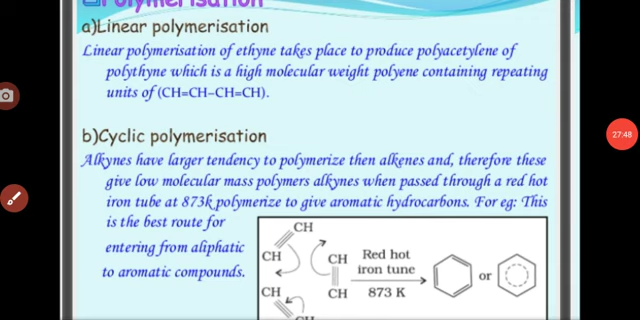 Polymerisation
a)Linear polymerisation
Linear polymerisation of ethyne takes place to produce polyacetylene of
polythyne which is a high molecular weight polyene containing repeating
units of (CH=CH–CH=CH).
b)Cyclic polymerisation
Alkynes have larger tendency to polymerize then alkenes and, therefore these
give low molecular mass polymers alkynes when passed through a red hot
iron tube at 873k polymerize to give aromatic hydrocarbons. For eg: This
is the best route for
entering from aliphatic
to aromatic compounds.
CH
CH CH Red hot
iron tune
or
CH CH 873 K
CH
27:48